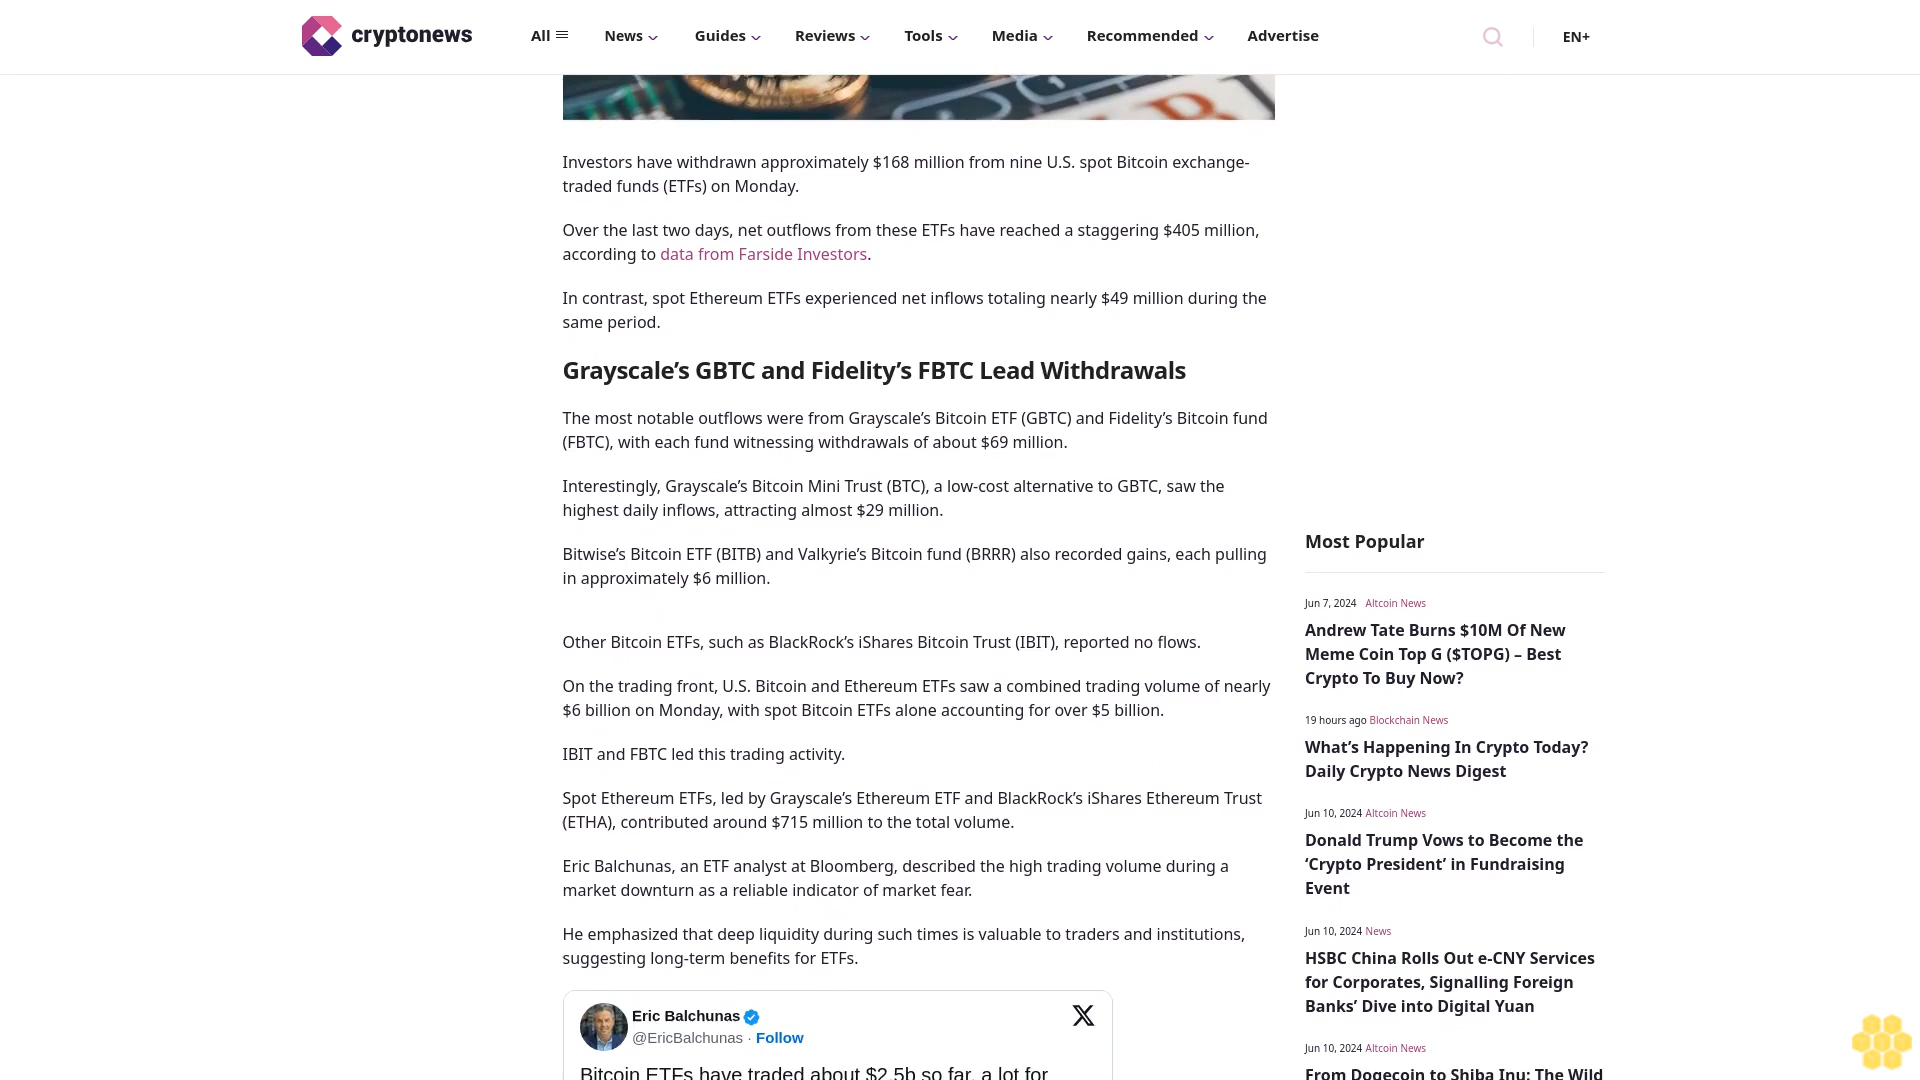 cryptonews
All
News
Guides
Reviews
Tools
Media
Recommended
Advertise
EN+
Investors have withdrawn approximately $168 million from nine U.S. spot Bitcoin exchange-
traded funds (ETFs) on Monday.
Over the last two days, net outflows from these ETFs have reached a staggering $405 million,
according to data from Farside Investors.
In contrast, spot Ethereum ETFs experienced net inflows totaling nearly $49 million during the
same period.
Grayscale’s GBTC and Fidelity’s FBTC Lead Withdrawals
The most notable outflows were from Grayscale’s Bitcoin ETF (GBTC) and Fidelity’s Bitcoin fund
(FBTC), with each fund witnessing withdrawals of about $69 million.
Interestingly, Grayscale’s Bitcoin Mini Trust (BTC), a low-cost alternative to GBTC, saw the
highest daily inflows, attracting almost $29 million.
Bitwise’s Bitcoin ETF (BITB) and Valkyrie’s Bitcoin fund (BRRR) also recorded gains, each pulling
in approximately $6 million.
Other Bitcoin ETFs, such as BlackRock’s iShares Bitcoin Trust (IBIT), reported no flows.
On the trading front, U.S. Bitcoin and Ethereum ETFs saw a combined trading volume of nearly
$6 billion on Monday, with spot Bitcoin ETFs alone accounting for over $5 billion.
IBIT and FBTC led this trading activity.
Spot Ethereum ETFs, led by Grayscale’s Ethereum ETF and BlackRock’s iShares Ethereum Trust
(ETHA), contributed around $715 million to the total volume.
Eric Balchunas, an ETF analyst at Bloomberg, described the high trading volume during a
market downturn as a reliable indicator of market fear.
He emphasized that deep liquidity during such times is valuable to traders and institutions,
suggesting long-term benefits for ETFs.
Eric Balchunas
@EricBalchunas · Follow
Bitcoin ETFs have traded about $2.5b so far, a lot for
Most Popular
Jun 7, 2024 Altcoin News
Andrew Tate Burns $10M Of New
Meme Coin Top G ($TOPG) – Best
Crypto To Buy Now?
19 hours ago Blockchain News
What’s Happening In Crypto Today?
Daily Crypto News Digest
Jun 10, 2024 Altcoin News
Donald Trump Vows to Become the
‘Crypto President’ in Fundraising
Event
Jun 10, 2024 News
HSBC China Rolls Out e-CNY Services
for Corporates, Signalling Foreign
Banks’ Dive into Digital Yuan
Jun 10, 2024 Altcoin News
From Dogecoin to Shiba Inu: The Wild